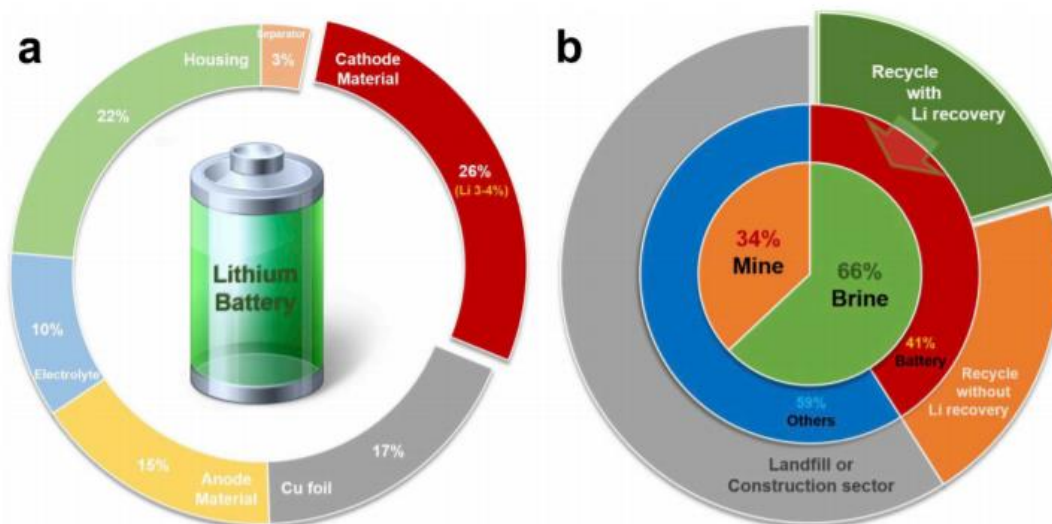 a
Separator
3%
Cathode
Material
26%
(Li 3-4%)
17%
Cu foil
15%
Anode
Material
10%
Electrolyte
22%
Housing
Lithium
Battery
b
Recycle
with
Li recovery
34%
Mine
66%
Brine
41%
Battery
59%
Others
Recycle
without
Li recovery
Landfill or
Construction sector